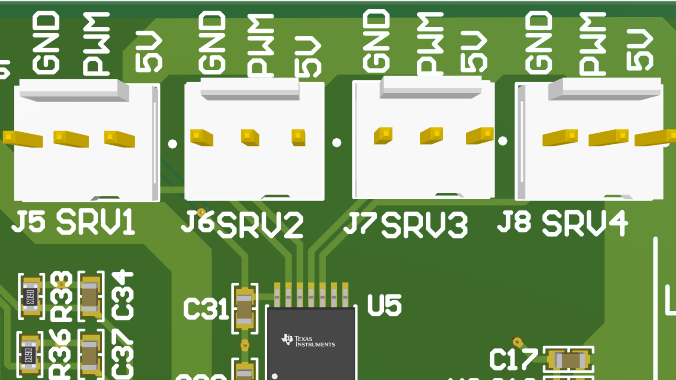 GND PWM 5V GND PWM 5V GND PWM 5V GND PWM 5V
J5 SRV1 J6 SRV2 J7 SRV3 J8 SRV4
R33 C34 C31 U5
TEXAS
INSTRUMENTS
R36 C37 C17